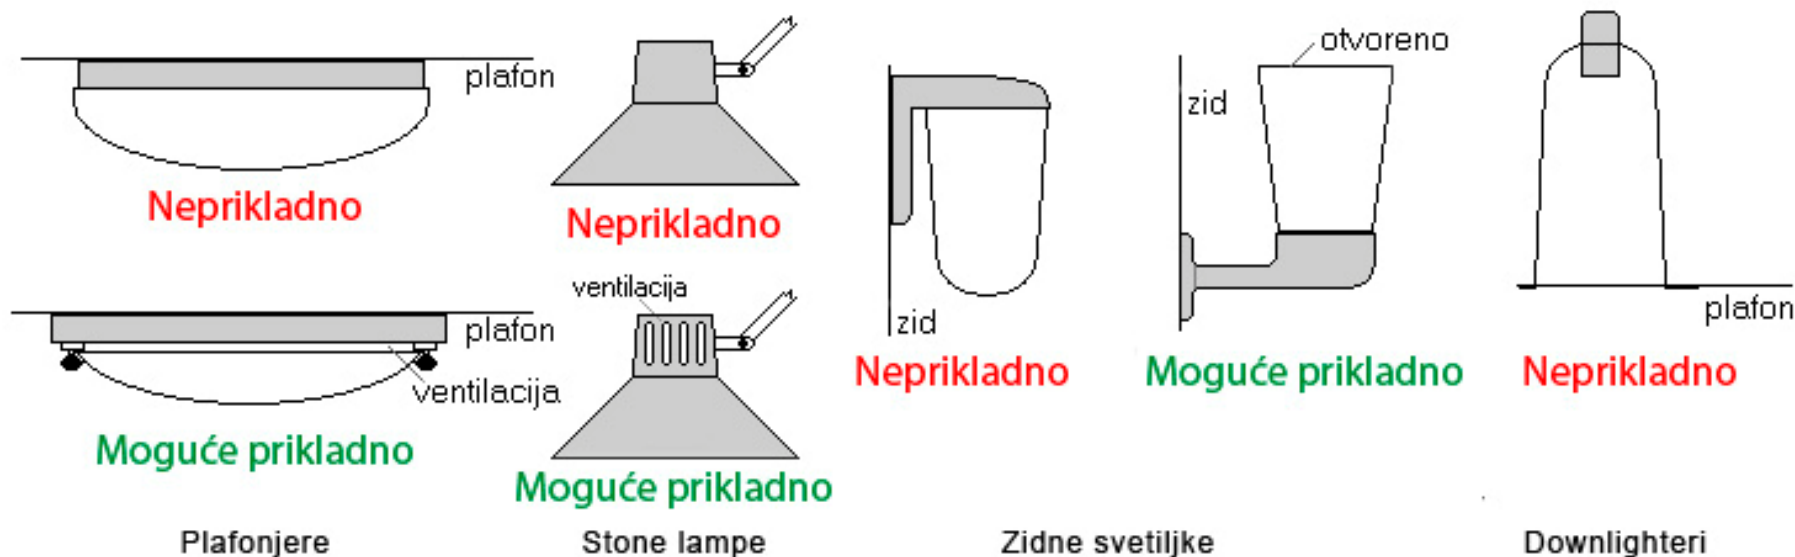 plafon
Neprikladno
plafon
ventilacija
Moguće prikladno
Plafonjere
Neprikladno
ventilacija
Moguće prikladno
Stone lampe
zid
Neprikladno
otvoreno
zid
Moguće prikladno
Zidne svetiljke
plafon
Neprikladno
Downlighteri